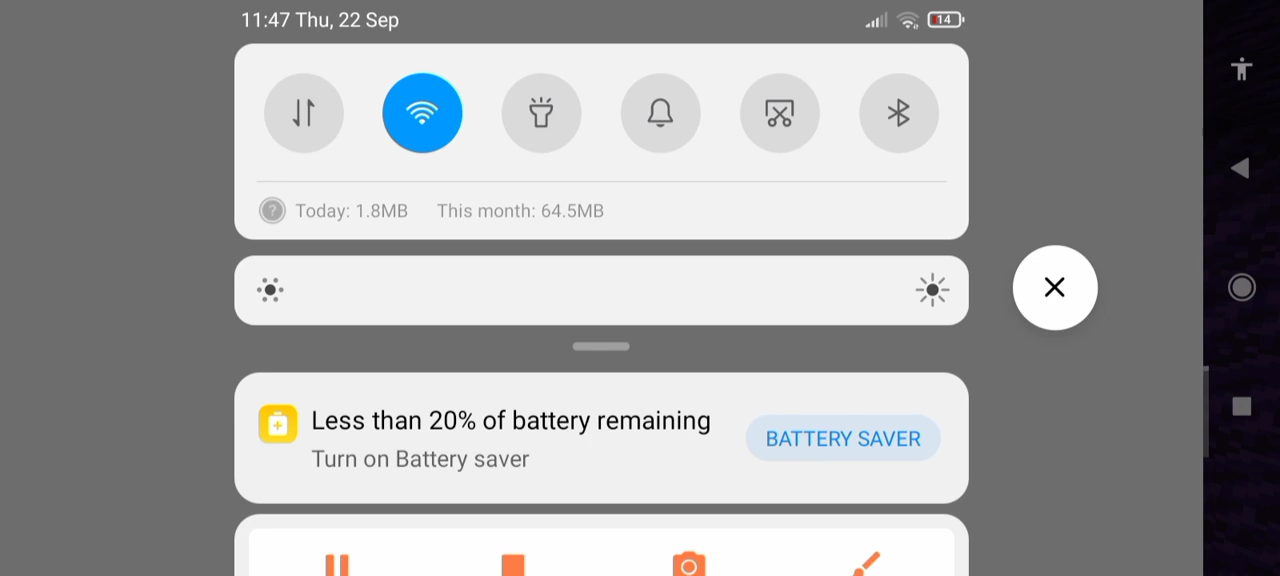 11:47 Thu, 22 Sep
14
Today: 1.8MB This month: 64.5MB
Less than 20% of battery remaining
Turn on Battery saver
BATTERY SAVER